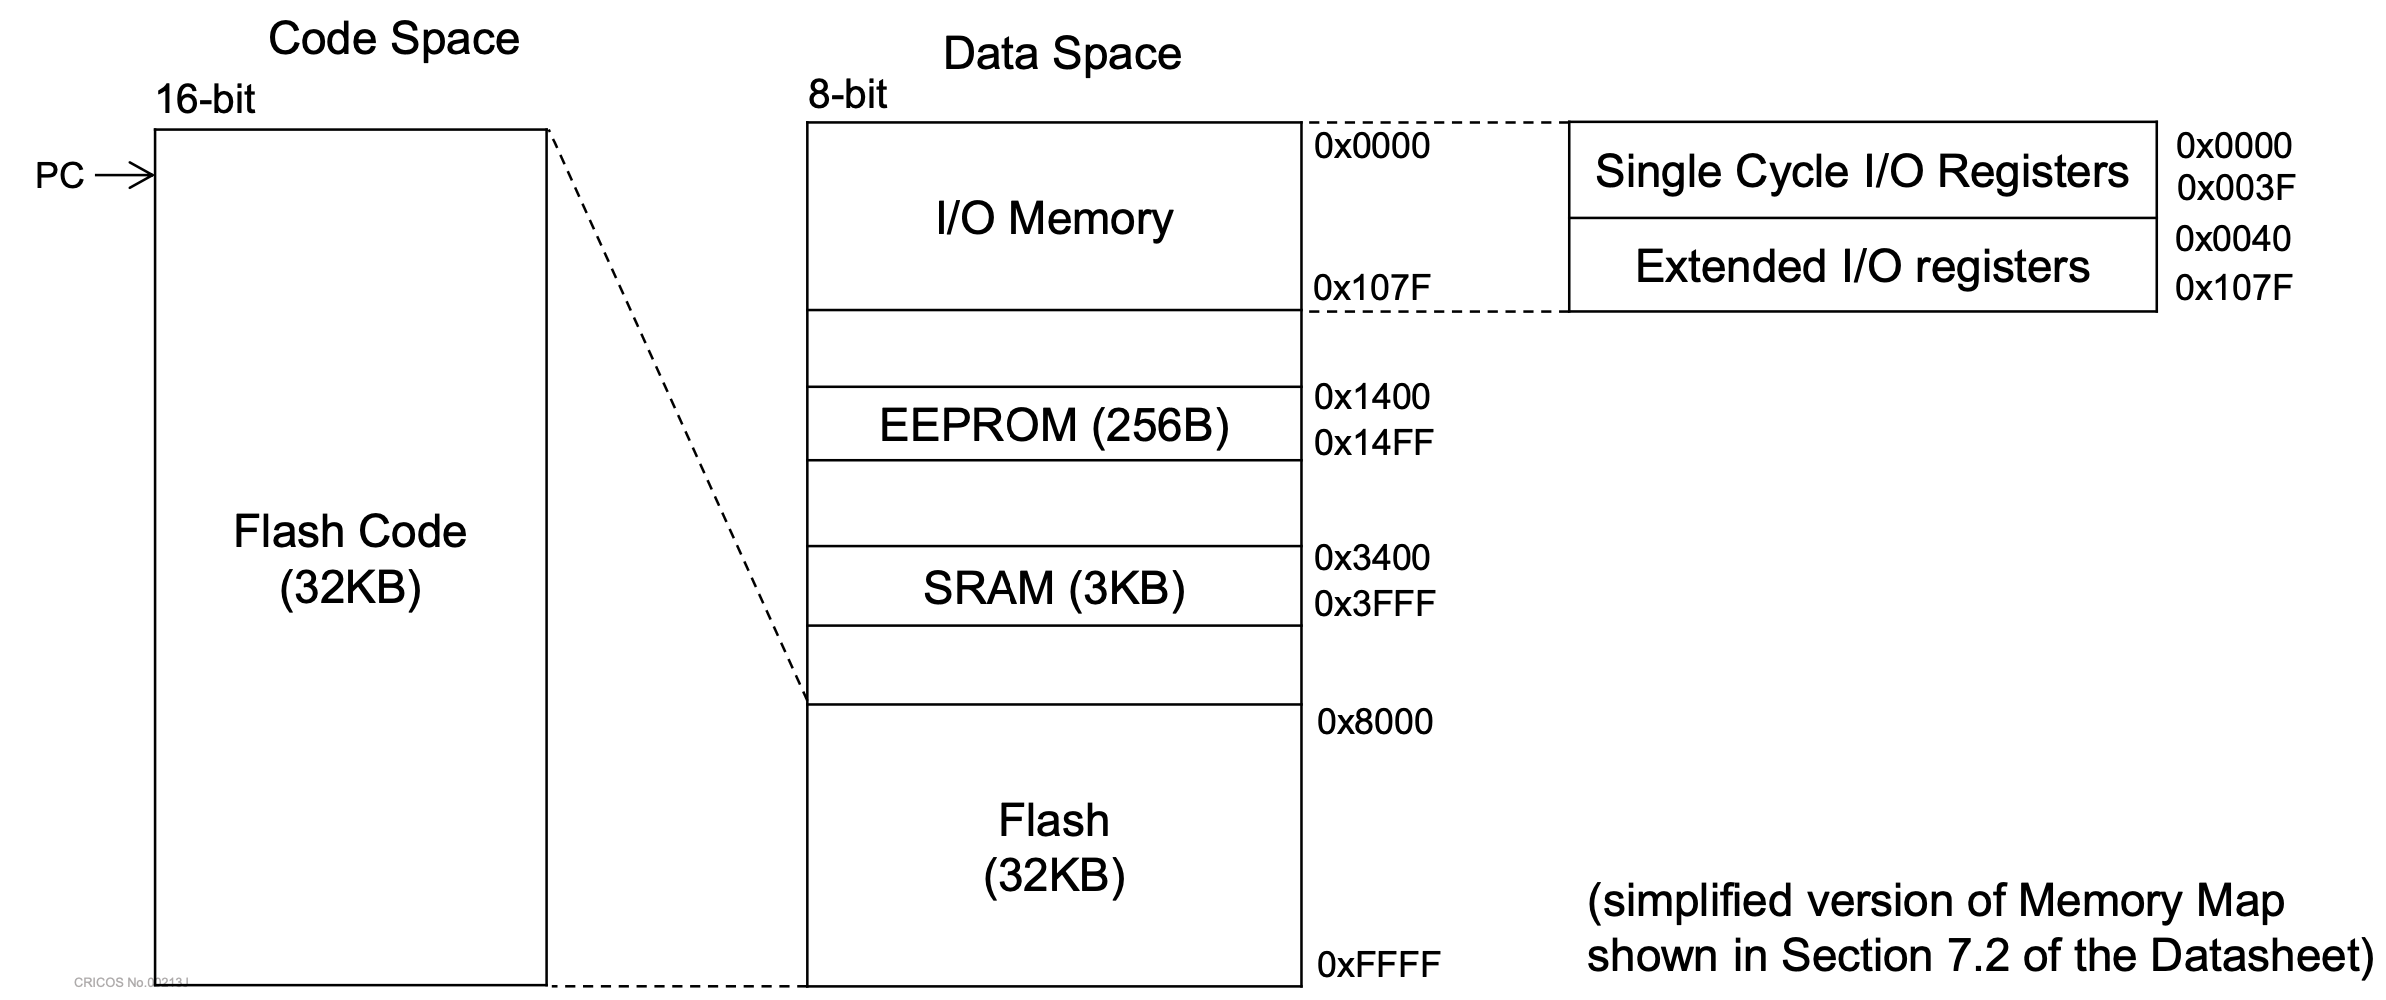 Code Space
16-bit
PC
Flash Code
(32KB)
Data Space
8-bit
I/O Memory
0x0000
0x107F
EEPROM (256B)
0x1400
0x14FF
SRAM (3KB)
0x3400
0x3FFF
Flash
(32KB)
0x8000
0xFFFF
Single Cycle I/O Registers
0x0000
0x003F
Extended I/O registers
0x0040
0x107F
(simplified version of Memory Map
shown in Section 7.2 of the Datasheet)
CRICOS No.00213J